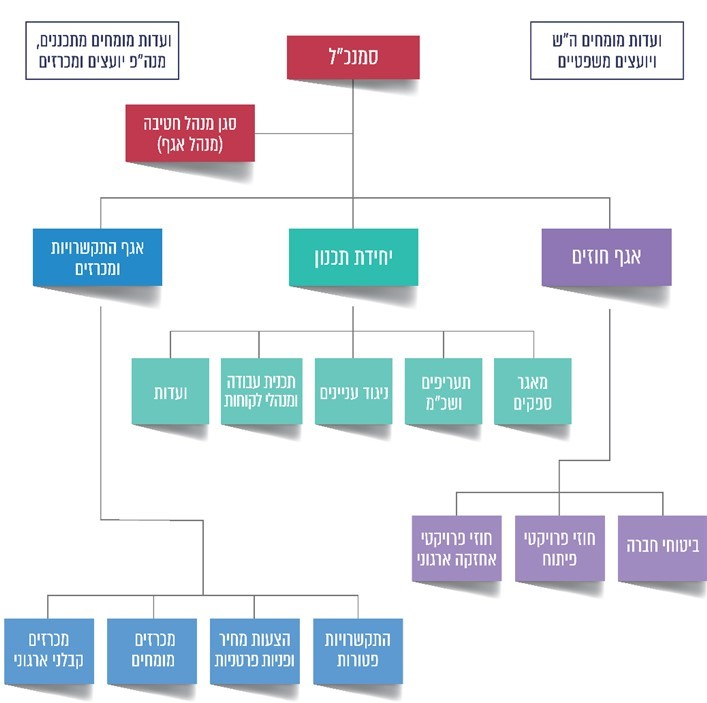 ועדות מומחים ה"ש
ויועצים משפטיים
סמנכ"ל
ועדות מומחים מתכננים,
מנה"פ יועצים ומכרזים
סגן מנהל חטיבה
(מנהל אגף)
אגף חוזים
יחידת תכנון
אגף התקשרויות
ומכרזים
מאגר
ספקים
תעריפים
ושכ"מ
ניגוד עניינים
תכנית עבודה
ומנהלי לקוחות
ועדות
ביטוחי חברה
חוזי פרויקטי
פיתוח
חוזי פרויקטי
אחזקה ארגוני
התקשרויות
פטורות
הצעות מחיר
ופניות פרטניות
מכרזים
מומחים
מכרזים
קבלני ארגוני